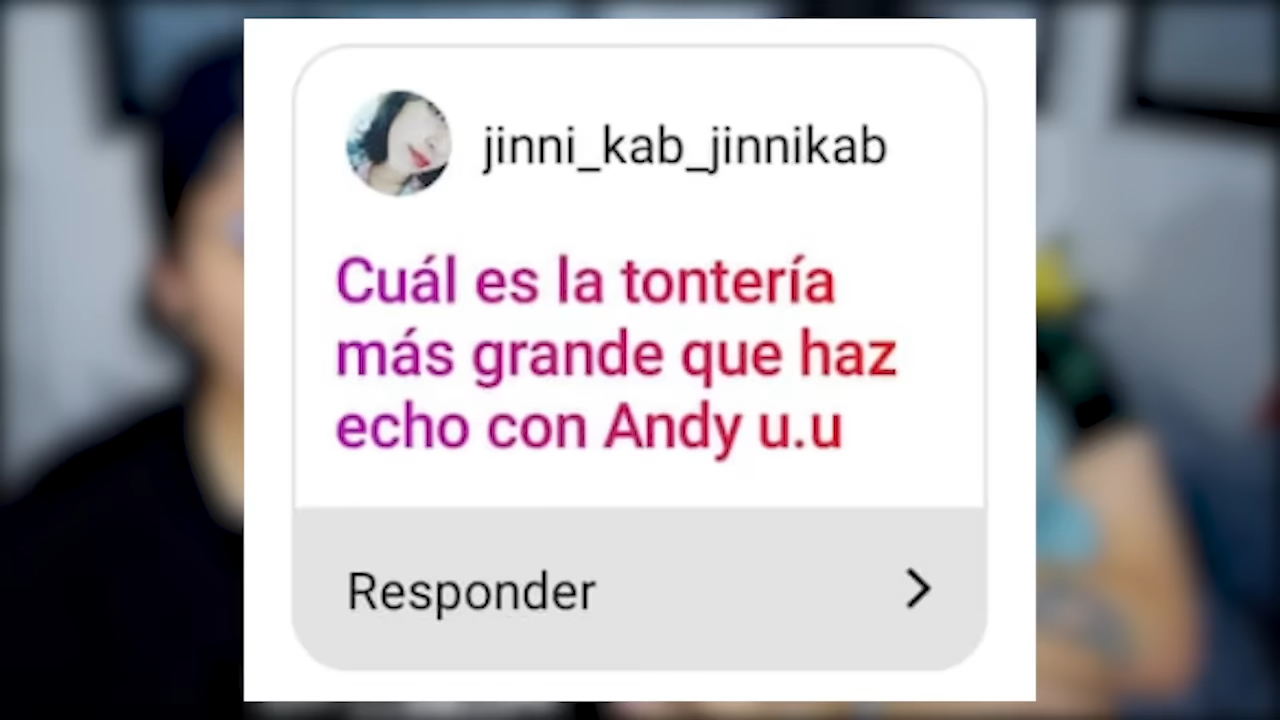 jinni_kab_jinnikab
Cuál es la tontería
más grande que haz
echo con Andy u.u
Responder